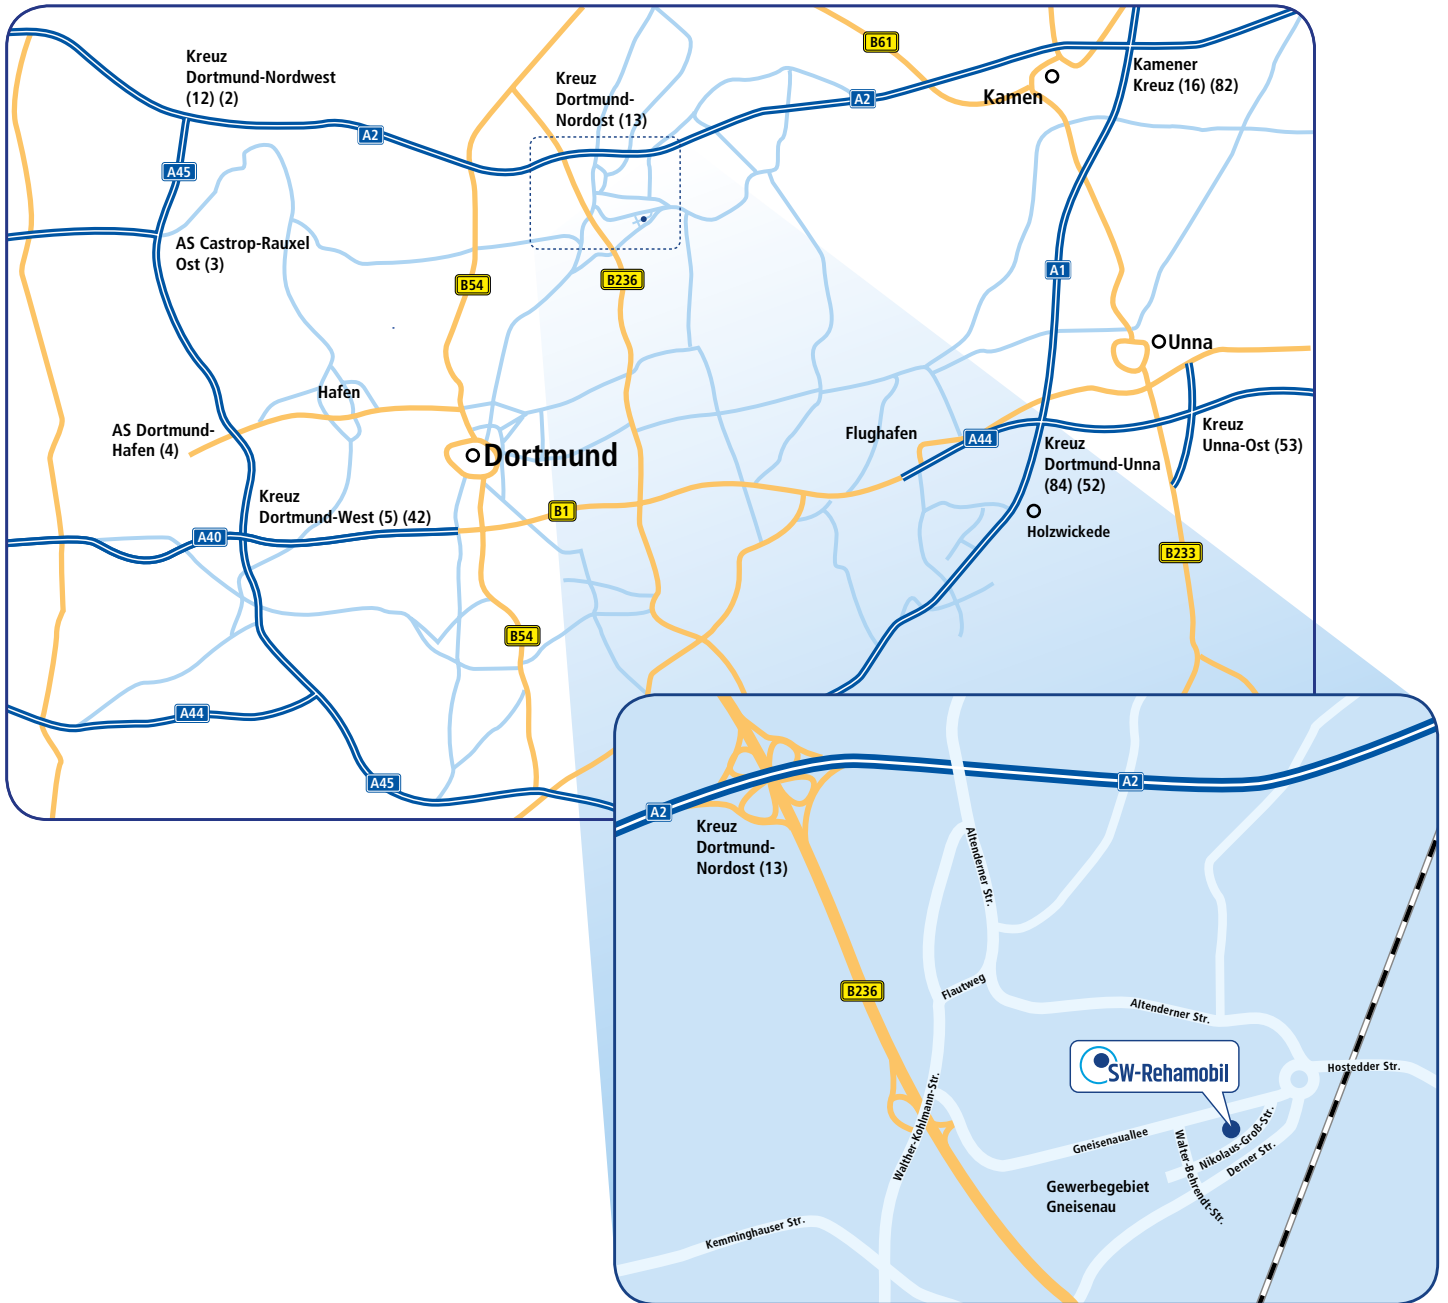 B61
Kreuz
Dortmund-Nordwest
(12) (2)
Kreuz
Dortmund-
Nordost (13)
Kamener
Kreuz (16) (82)
Kamen
A2
A2
A45
AS Castrop-Rauxel
Ost (3)
B54
B236
A1
Unna
Hafen
AS Dortmund-
Hafen (4)
Dortmund
Flughafen
A44
Kreuz
Unna-Ost (53)
Kreuz
Dortmund-Unna
(84) (52)
Kreuz
Dortmund-West (5) (42)
B1
A40
Holzwickede
B233
B54
A44
A45
A2
A2
Kreuz
Dortmund-
Nordost (13)
Altenderner Str.
B236
Flautweg
Altenderner Str.
SW-Rehamobil
Hostedder Str.
Walther-Kohlmann-Str.
Gneisenauallee
Nikolaus-Groß-Str.
Walter-Behrendt-Str.
Derner Str.
Gewerbegebiet
Gneisenau
Kemminghauser Str.